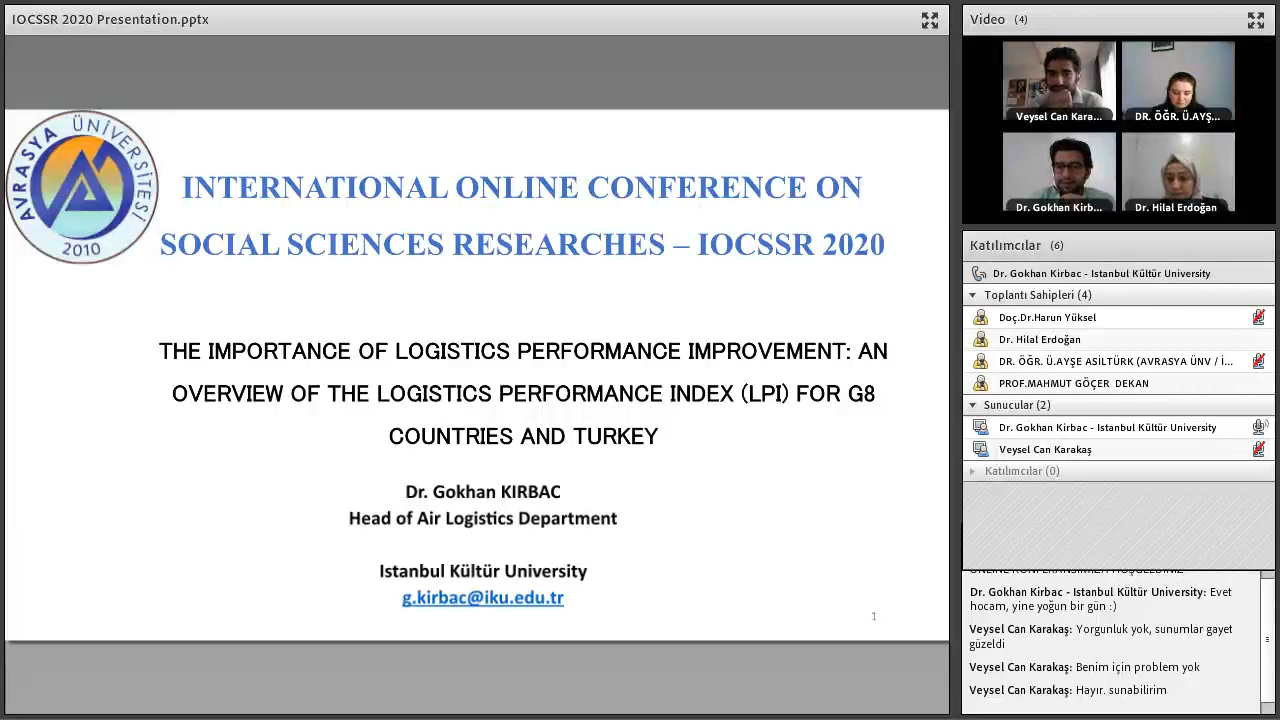 IOCSSR 2020 Presentation.pptx
AVRASYA ÜNİVERSİTESİ
2010
INTERNATIONAL ONLINE CONFERENCE ON
SOCIAL SCIENCES RESEARCHES – IOCSSR 2020
THE IMPORTANCE OF LOGISTICS PERFORMANCE IMPROVEMENT: AN
OVERVIEW OF THE LOGISTICS PERFORMANCE INDEX (LPI) FOR G8
COUNTRIES AND TURKEY
Dr. Gokhan KIRBAC
Head of Air Logistics Department
Istanbul Kültür University
g.kirbac@iku.edu.tr
1
Video (4)
Veysel Can Kara...
DR. ÖĞR. Ü.AYŞ...
Dr. Gokhan Kirb...
Dr. Hilal Erdoğan
Katılımcılar (6)
Dr. Gokhan Kirbac - Istanbul Kültür University
Toplantı Sahipleri (4)
Doç.Dr.Harun Yüksel
Dr. Hilal Erdoğan
DR. ÖĞR. Ü.AYŞE ASİLTÜRK (AVRASYA ÜNV / İ...
PROF.MAHMUT GÖÇER DEKAN
Sunucular (2)
Dr. Gokhan Kirbac - Istanbul Kültür University
Veysel Can Karakaş
Katılımcılar (0)
Dr. Gokhan Kirbac - Istanbul Kültür University: Evet
hocam, yine yoğun bir gün :)
Veysel Can Karakaş: Yorgunluk yok, sunumlar gayet
güzeldi
Veysel Can Karakaş: Benim için problem yok
Veysel Can Karakaş: Hayır. sunabilirim